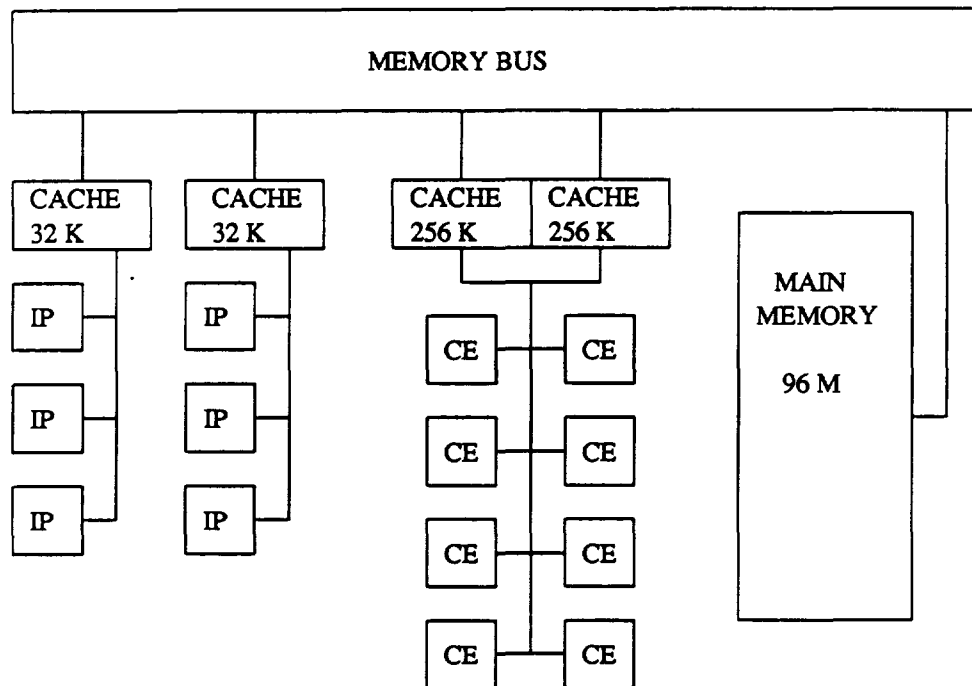 MEMORY BUS
CACHE
32 K
CACHE
32 K
CACHE
256 K
CACHE
256 K
IP
IP
IP
IP
IP
IP
CE
CE
CE
CE
CE
CE
CE
CE
MAIN
MEMORY
96 M